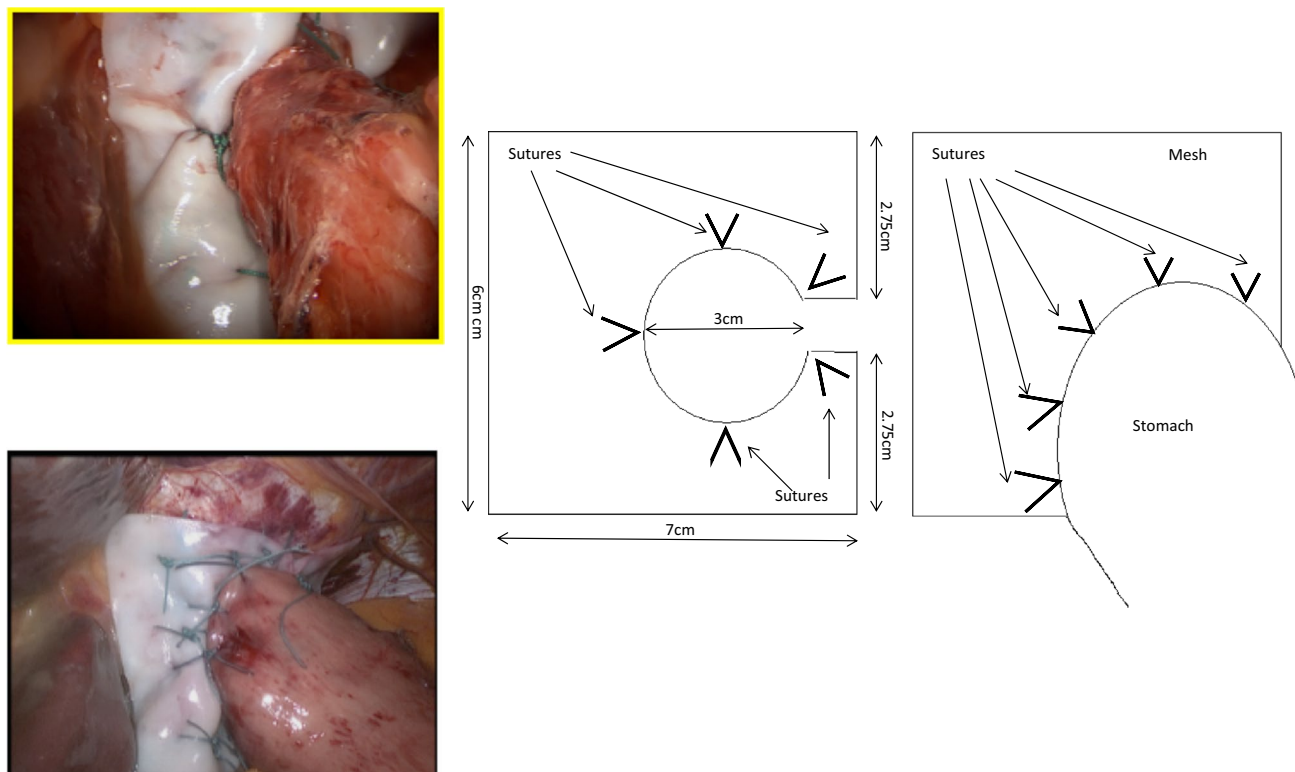 Sutures
2.75cm
6cm cm
3cm
2.75cm
Sutures
7cm
Sutures
Mesh
Stomach